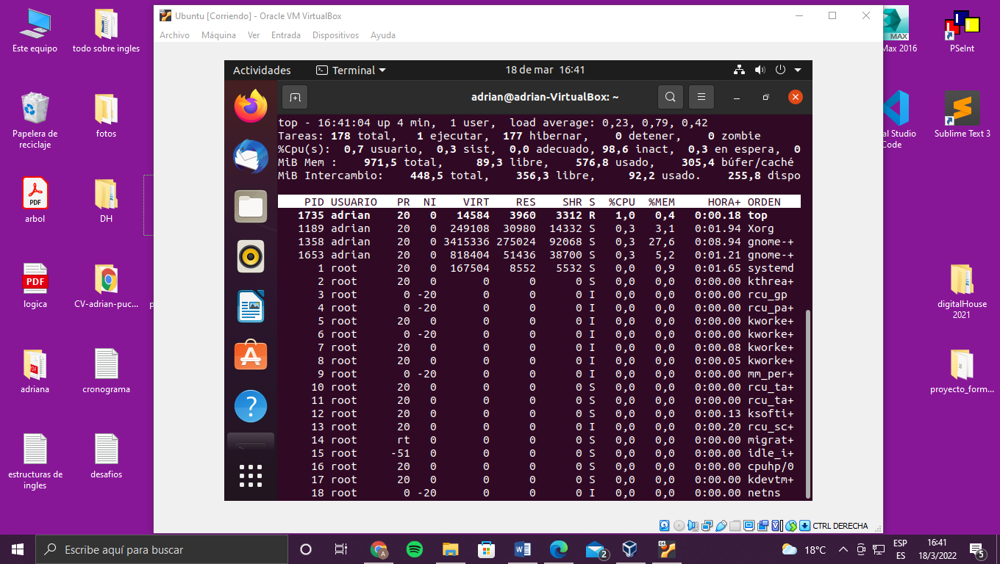 Ubuntu [Corriendo] - Oracle VM VirtualBox
Archivo Máquina Ver Entrada Dispositivos Ayuda
Este equipo
todo sobre ingles
Papelera de
reciclaje
fotos
PDF
arbol
DH
PDF
logica
CV-adrian-puc...
adriana
cronograma
estructuras de
ingles
desafios
MAX
Max 2016
PSeInt
al Studio
Code
Sublime Text 3
digitalHouse
2021
proyecto_form...
Actividades Terminal 18 de mar 16:41
adrian@adrian-VirtualBox: ~
top - 16:41:04 up 4 min, 1 user, load average: 0,23, 0,79, 0,42
Tareas: 178 total, 1 ejecutar, 177 hibernar, 0 detener, 0 zombie
%Cpu(s): 0,7 usuario, 0,3 sist, 0,0 adecuado, 98,6 inact, 0,3 en espera, 0
MiB Mem : 971,5 total, 89,3 libre, 576,8 usado, 305,4 búfer/caché
MiB Intercambio: 448,5 total, 356,3 libre, 92,2 usado. 255,8 dispo
PID USUARIO PR NI VIRT RES SHR S %CPU %MEM HORA+ ORDEN
1735 adrian 20 0 14584 3960 3312 R 1,0 0,4 0:00.18 top
1189 adrian 20 0 249108 30980 14332 S 0,3 3,1 0:01.94 Xorg
1358 adrian 20 0 3415336 275024 92068 S 0,3 27,6 0:08.94 gnome-+
1653 adrian 20 0 818404 51436 38700 S 0,3 5,2 0:01.21 gnome-+
1 root 20 0 167504 8552 5532 S 0,0 0,9 0:01.65 systemd
2 root 20 0 0 0 0 S 0,0 0,0 0:00.00 kthrea+
3 root 0 -20 0 0 0 I 0,0 0,0 0:00.00 rcu_gp
4 root 0 -20 0 0 0 I 0,0 0,0 0:00.00 rcu_pa+
5 root 20 0 0 0 0 I 0,0 0,0 0:00.00 kworke+
6 root 0 -20 0 0 0 I 0,0 0,0 0:00.00 kworke+
7 root 20 0 0 0 0 I 0,0 0,0 0:00.08 kworke+
8 root 20 0 0 0 0 I 0,0 0,0 0:00.05 kworke+
9 root 0 -20 0 0 0 I 0,0 0,0 0:00.00 mm_per+
10 root 20 0 0 0 0 S 0,0 0,0 0:00.00 rcu_ta+
11 root 20 0 0 0 0 S 0,0 0,0 0:00.00 rcu_ta+
12 root 20 0 0 0 0 S 0,0 0,0 0:00.13 ksofti+
13 root 20 0 0 0 0 I 0,0 0,0 0:00.20 rcu_sc+
14 root rt 0 0 0 0 S 0,0 0,0 0:00.00 migrat+
15 root -51 0 0 0 0 S 0,0 0,0 0:00.00 idle_i+
16 root 20 0 0 0 0 S 0,0 0,0 0:00.00 cpuhp/0
17 root 20 0 0 0 0 S 0,0 0,0 0:00.00 kdevtm+
18 root 0 -20 0 0 0 I 0,0 0,0 0:00.00 netns
CTRL DERECHA
Escribe aquí para buscar
2
18°C
ESP
ES
16:41
18/3/2022
5